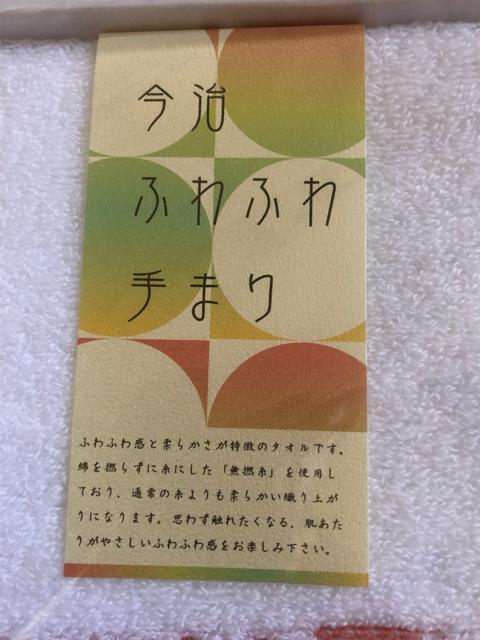 今治
ふわふわ
手まり
ふわふわ感と柔らかさが特徴のタオルです。
綿を撚らずに糸にした「無撚糸」を使用し
ており、通常の糸よりも柔らかい織り上が
りになります。思わず触れたくなる、肌あた
りがやさしいふわふわ感をお楽しみ下さい。